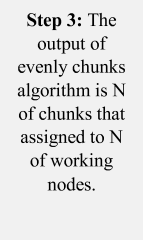 Step 3: The
output of
evenly chunks
algorithm is N
of chunks that
assigned to N
of working
nodes.